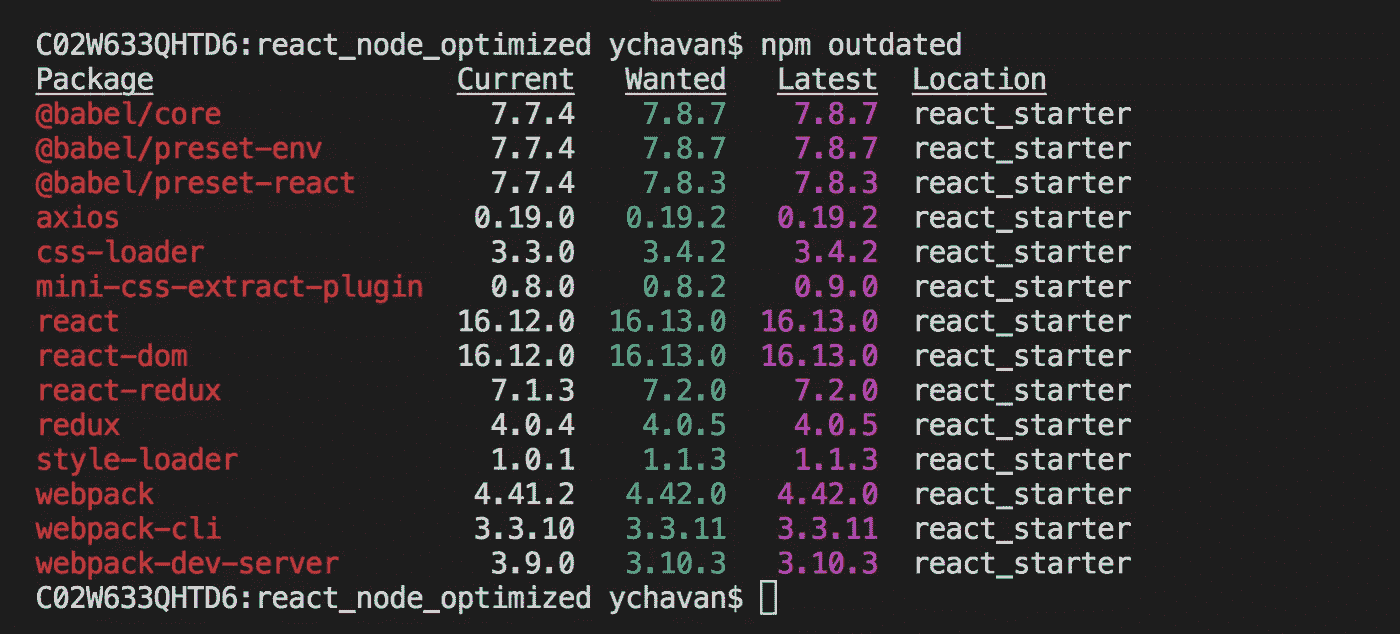 C02W633QHTD6:react_node_optimized ychavan$ npm outdated
Package Current Wanted Latest Location
@babel/core 7.7.4 7.8.7 7.8.7 react_starter
@babel/preset-env 7.7.4 7.8.7 7.8.7 react_starter
@babel/preset-react 7.7.4 7.8.3 7.8.3 react_starter
axios 0.19.0 0.19.2 0.19.2 react_starter
css-loader 3.3.0 3.4.2 3.4.2 react_starter
mini-css-extract-plugin 0.8.0 0.8.2 0.9.0 react_starter
react 16.12.0 16.13.0 16.13.0 react_starter
react-dom 16.12.0 16.13.0 16.13.0 react_starter
react-redux 7.1.3 7.2.0 7.2.0 react_starter
redux 4.0.4 4.0.5 4.0.5 react_starter
style-loader 1.0.1 1.1.3 1.1.3 react_starter
webpack 4.41.2 4.42.0 4.42.0 react_starter
webpack-cli 3.3.10 3.3.11 3.3.11 react_starter
webpack-dev-server 3.9.0 3.10.3 3.10.3 react_starter
C02W633QHTD6:react_node_optimized ychavan$